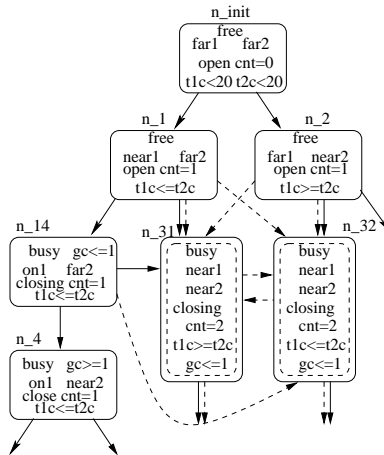 n_init
free
far1 far2
open cnt=0
t1c<20 t2c<20
n_1
free
near1 far2
open cnt=1
t1c<=t2c
n_2
free
far1 near2
open cnt=1
t1c>=t2c
n_14
busy gc<=1
on1 far2
closing cnt=1
t1c<=t2c
n_31
busy
near1
near2
closing
cnt=2
t1c>=t2c
gc<=1
n_32
busy
near1
near2
closing
cnt=2
t1c<=t2c
gc<=1
n_4
busy gc>=1
on1 near2
close cnt=1
t1c<=t2c